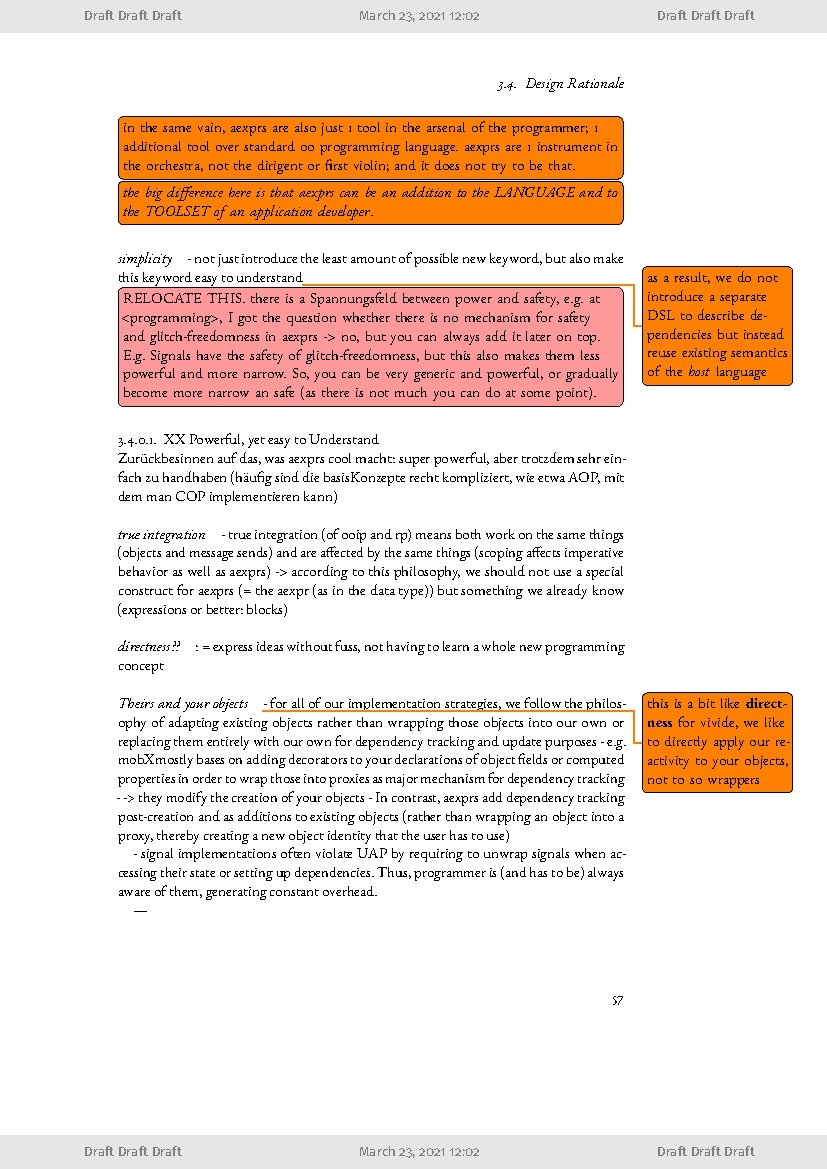 Draft Draft Draft March 23, 2021 12:02 Draft Draft Draft
3.4. Design Rationale
in the same vain, aexprs are also just 1 tool in the arsenal of the programmer; 1
additional tool over standard oo programming language. aexprs are 1 instrument in
the orchestra, not the dirigent or first violin; and it does not try to be that.
the big difference here is that aexprs can be an addition to the LANGUAGE and to
the TOOLSET of an application developer.
simplicity - not just introduce the least amount of possible new keyword, but also make
this keyword easy to understand
RELOCATE THIS. there is a Spannungsfeld between power and safety, e.g. at
<programming>, I got the question whether there is no mechanism for safety
and glitch-freedomness in aexprs -> no, but you can always add it later on top.
E.g. Signals have the safety of glitch-freedomness, but this also makes them less
powerful and more narrow. So, you can be very generic and powerful, or gradually
become more narrow an safe (as there is not much you can do at some point).
as a result, we do not
introduce a separate
DSL to describe de-
pendencies but instead
reuse existing semantics
of the host language
3.4.0.1. XX Powerful, yet easy to Understand
Zurückbesinnen auf das, was aexprs cool macht: super powerful, aber trotzdem sehr ein-
fach zu handhaben (häufig sind die basisKonzepte recht kompliziert, wie etwa AOP, mit
dem man COP implementieren kann)
true integration - true integration (of ooip and rp) means both work on the same things
(objects and message sends) and are affected by the same things (scoping affects imperative
behavior as well as aexprs) -> according to this philosophy, we should not use a special
construct for aexprs (= the aexpr (as in the data type)) but something we already know
(expressions or better: blocks)
directness?? : = express ideas without fuss, not having to learn a whole new programming
concept
Theirs and your objects - for all of our implementation strategies, we follow the philos-
ophy of adapting existing objects rather than wrapping those objects into our own or
replacing them entirely with our own for dependency tracking and update purposes - e.g.
mobX mostly bases on adding decorators to your declarations of object fields or computed
properties in order to wrap those into proxies as major mechanism for dependency tracking
- -> they modify the creation of your objects - In contrast, aexprs add dependency tracking
post-creation and as additions to existing objects (rather than wrapping an object into a
proxy, thereby creating a new object identity that the user has to use)
- signal implementations often violate UAP by requiring to unwrap signals when ac-
cessing their state or setting up dependencies. Thus, programmer is (and has to be) always
aware of them, generating constant overhead.
—
this is a bit like direct-
ness for vivide, we like
to directly apply our re-
activity to your objects,
not to so wrappers
57
Draft Draft Draft March 23, 2021 12:02 Draft Draft Draft